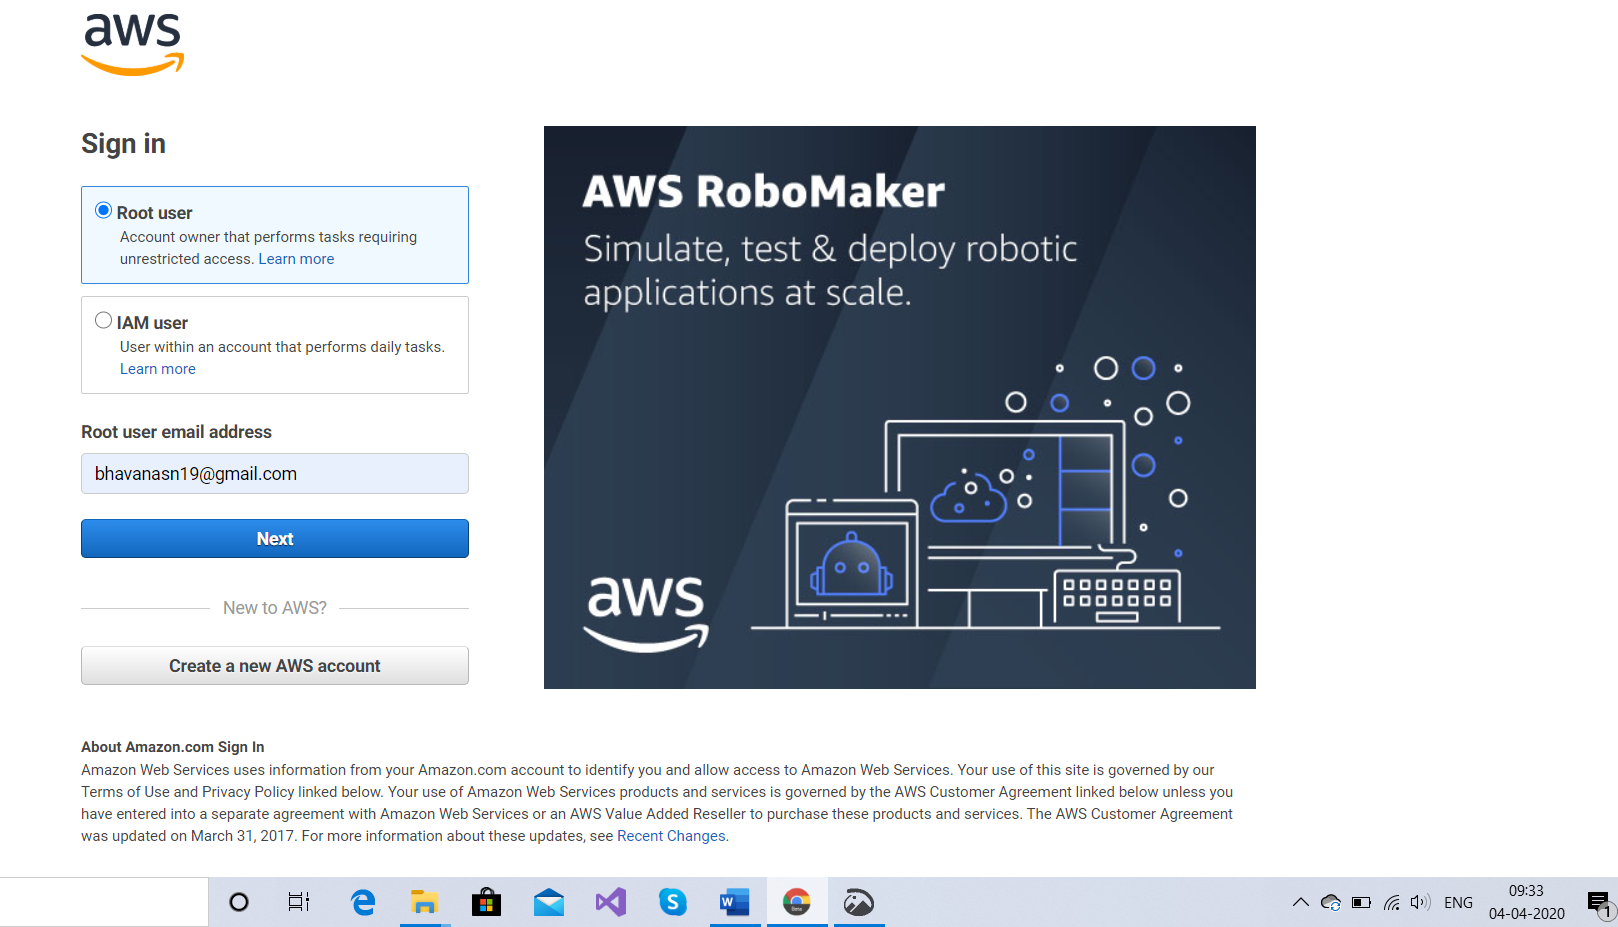 aws
Sign in
Root user
Account owner that performs tasks requiring
unrestricted access. Learn more
IAM user
User within an account that performs daily tasks.
Learn more
Root user email address
bhavanasn19@gmail.com
Next
New to AWS?
Create a new AWS account
AWS RoboMaker
Simulate, test & deploy robotic
applications at scale.
aws
About Amazon.com Sign In
Amazon Web Services uses information from your Amazon.com account to identify you and allow access to Amazon Web Services. Your use of this site is governed by our
Terms of Use and Privacy Policy linked below. Your use of Amazon Web Services products and services is governed by the AWS Customer Agreement linked below unless you
have entered into a separate agreement with Amazon Web Services or an AWS Value Added Reseller to purchase these products and services. The AWS Customer Agreement
was updated on March 31, 2017. For more information about these updates, see Recent Changes.
ENG
09:33
04-04-2020
1